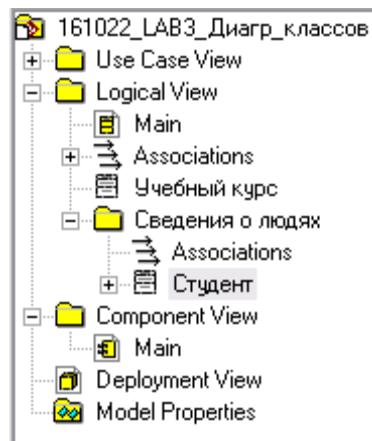 161022_LAB3_Диагр_классов
Use Case View
Logical View
Main
Associations
Учебный курс
Сведения о людях
Associations
Студент
Component View
Main
Deployment View
Model Properties